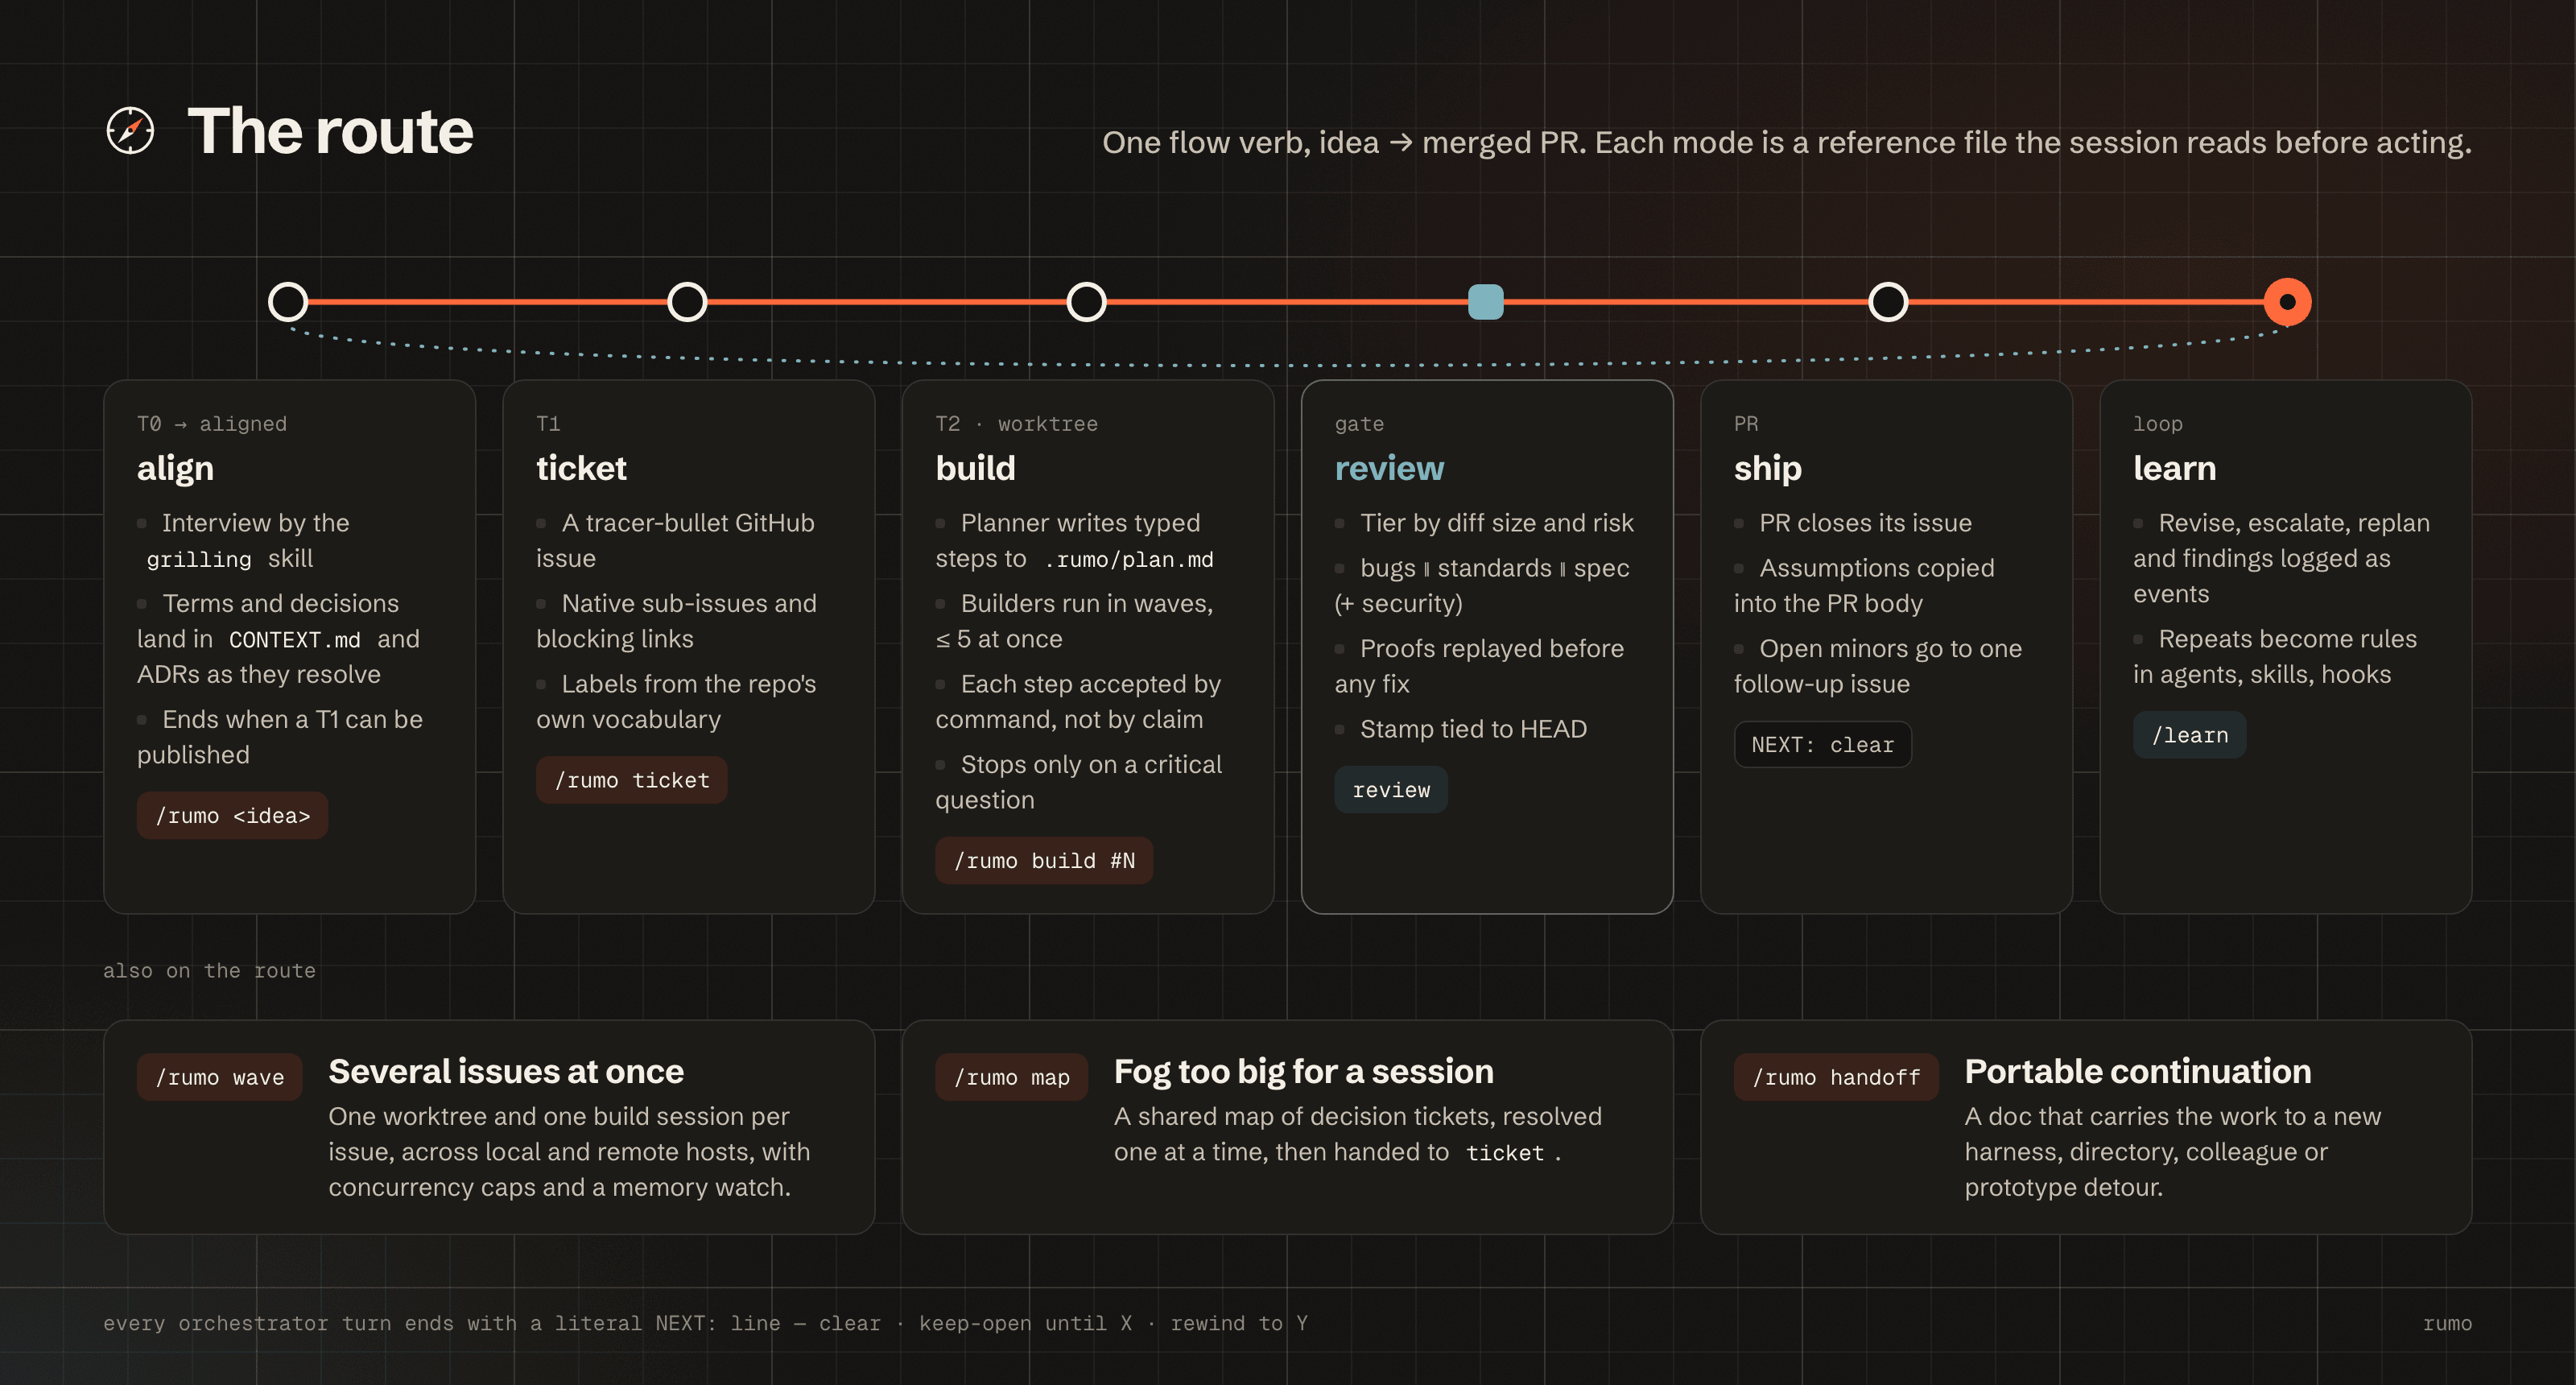 The route
One flow verb, idea → merged PR. Each mode is a reference file the session reads before acting.
T0 → aligned
align
Interview by the
grilling skill
Terms and decisions
land in CONTEXT.md and
ADRs as they resolve
Ends when a T1 can be
published
/rumo <idea>
T1
ticket
A tracer-bullet GitHub
issue
Native sub-issues and
blocking links
Labels from the repo's
own vocabulary
/rumo ticket
T2 · worktree
build
Planner writes typed
steps to .rumo/plan.md
Builders run in waves,
≤ 5 at once
Each step accepted by
command, not by claim
Stops only on a critical
question
/rumo build #N
gate
review
Tier by diff size and risk
bugs ∥ standards ∥ spec
(+ security)
Proofs replayed before
any fix
Stamp tied to HEAD
review
PR
ship
PR closes its issue
Assumptions copied
into the PR body
Open minors go to one
follow-up issue
NEXT: clear
loop
learn
Revise, escalate, replan
and findings logged as
events
Repeats become rules
in agents, skills, hooks
/learn
also on the route
/rumo wave
Several issues at once
One worktree and one build session per
issue, across local and remote hosts, with
concurrency caps and a memory watch.
/rumo map
Fog too big for a session
A shared map of decision tickets, resolved
one at a time, then handed to ticket.
/rumo handoff
Portable continuation
A doc that carries the work to a new
harness, directory, colleague or
prototype detour.
every orchestrator turn ends with a literal NEXT: line — clear · keep-open until X · rewind to Y
rumo